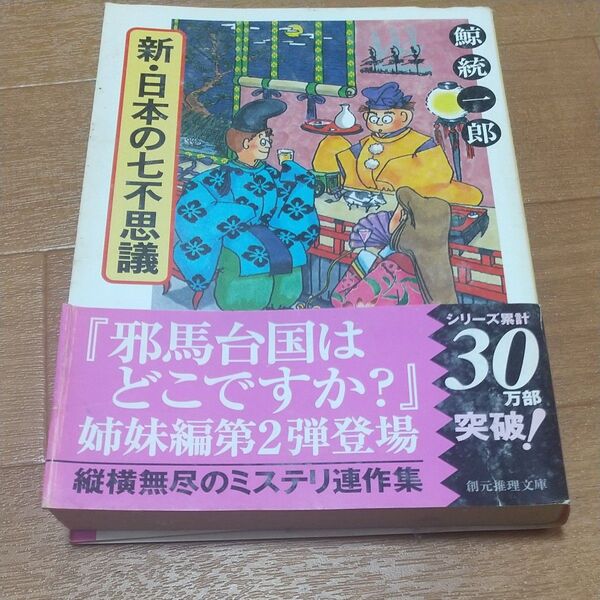 鯨統一郎
新・日本の七不思議
『邪馬台国は
どこですか?』
姉妹編第2弾登場
縦横無尽のミステリ連作集
シリーズ累計
30
万部
突破!
創元推理文庫